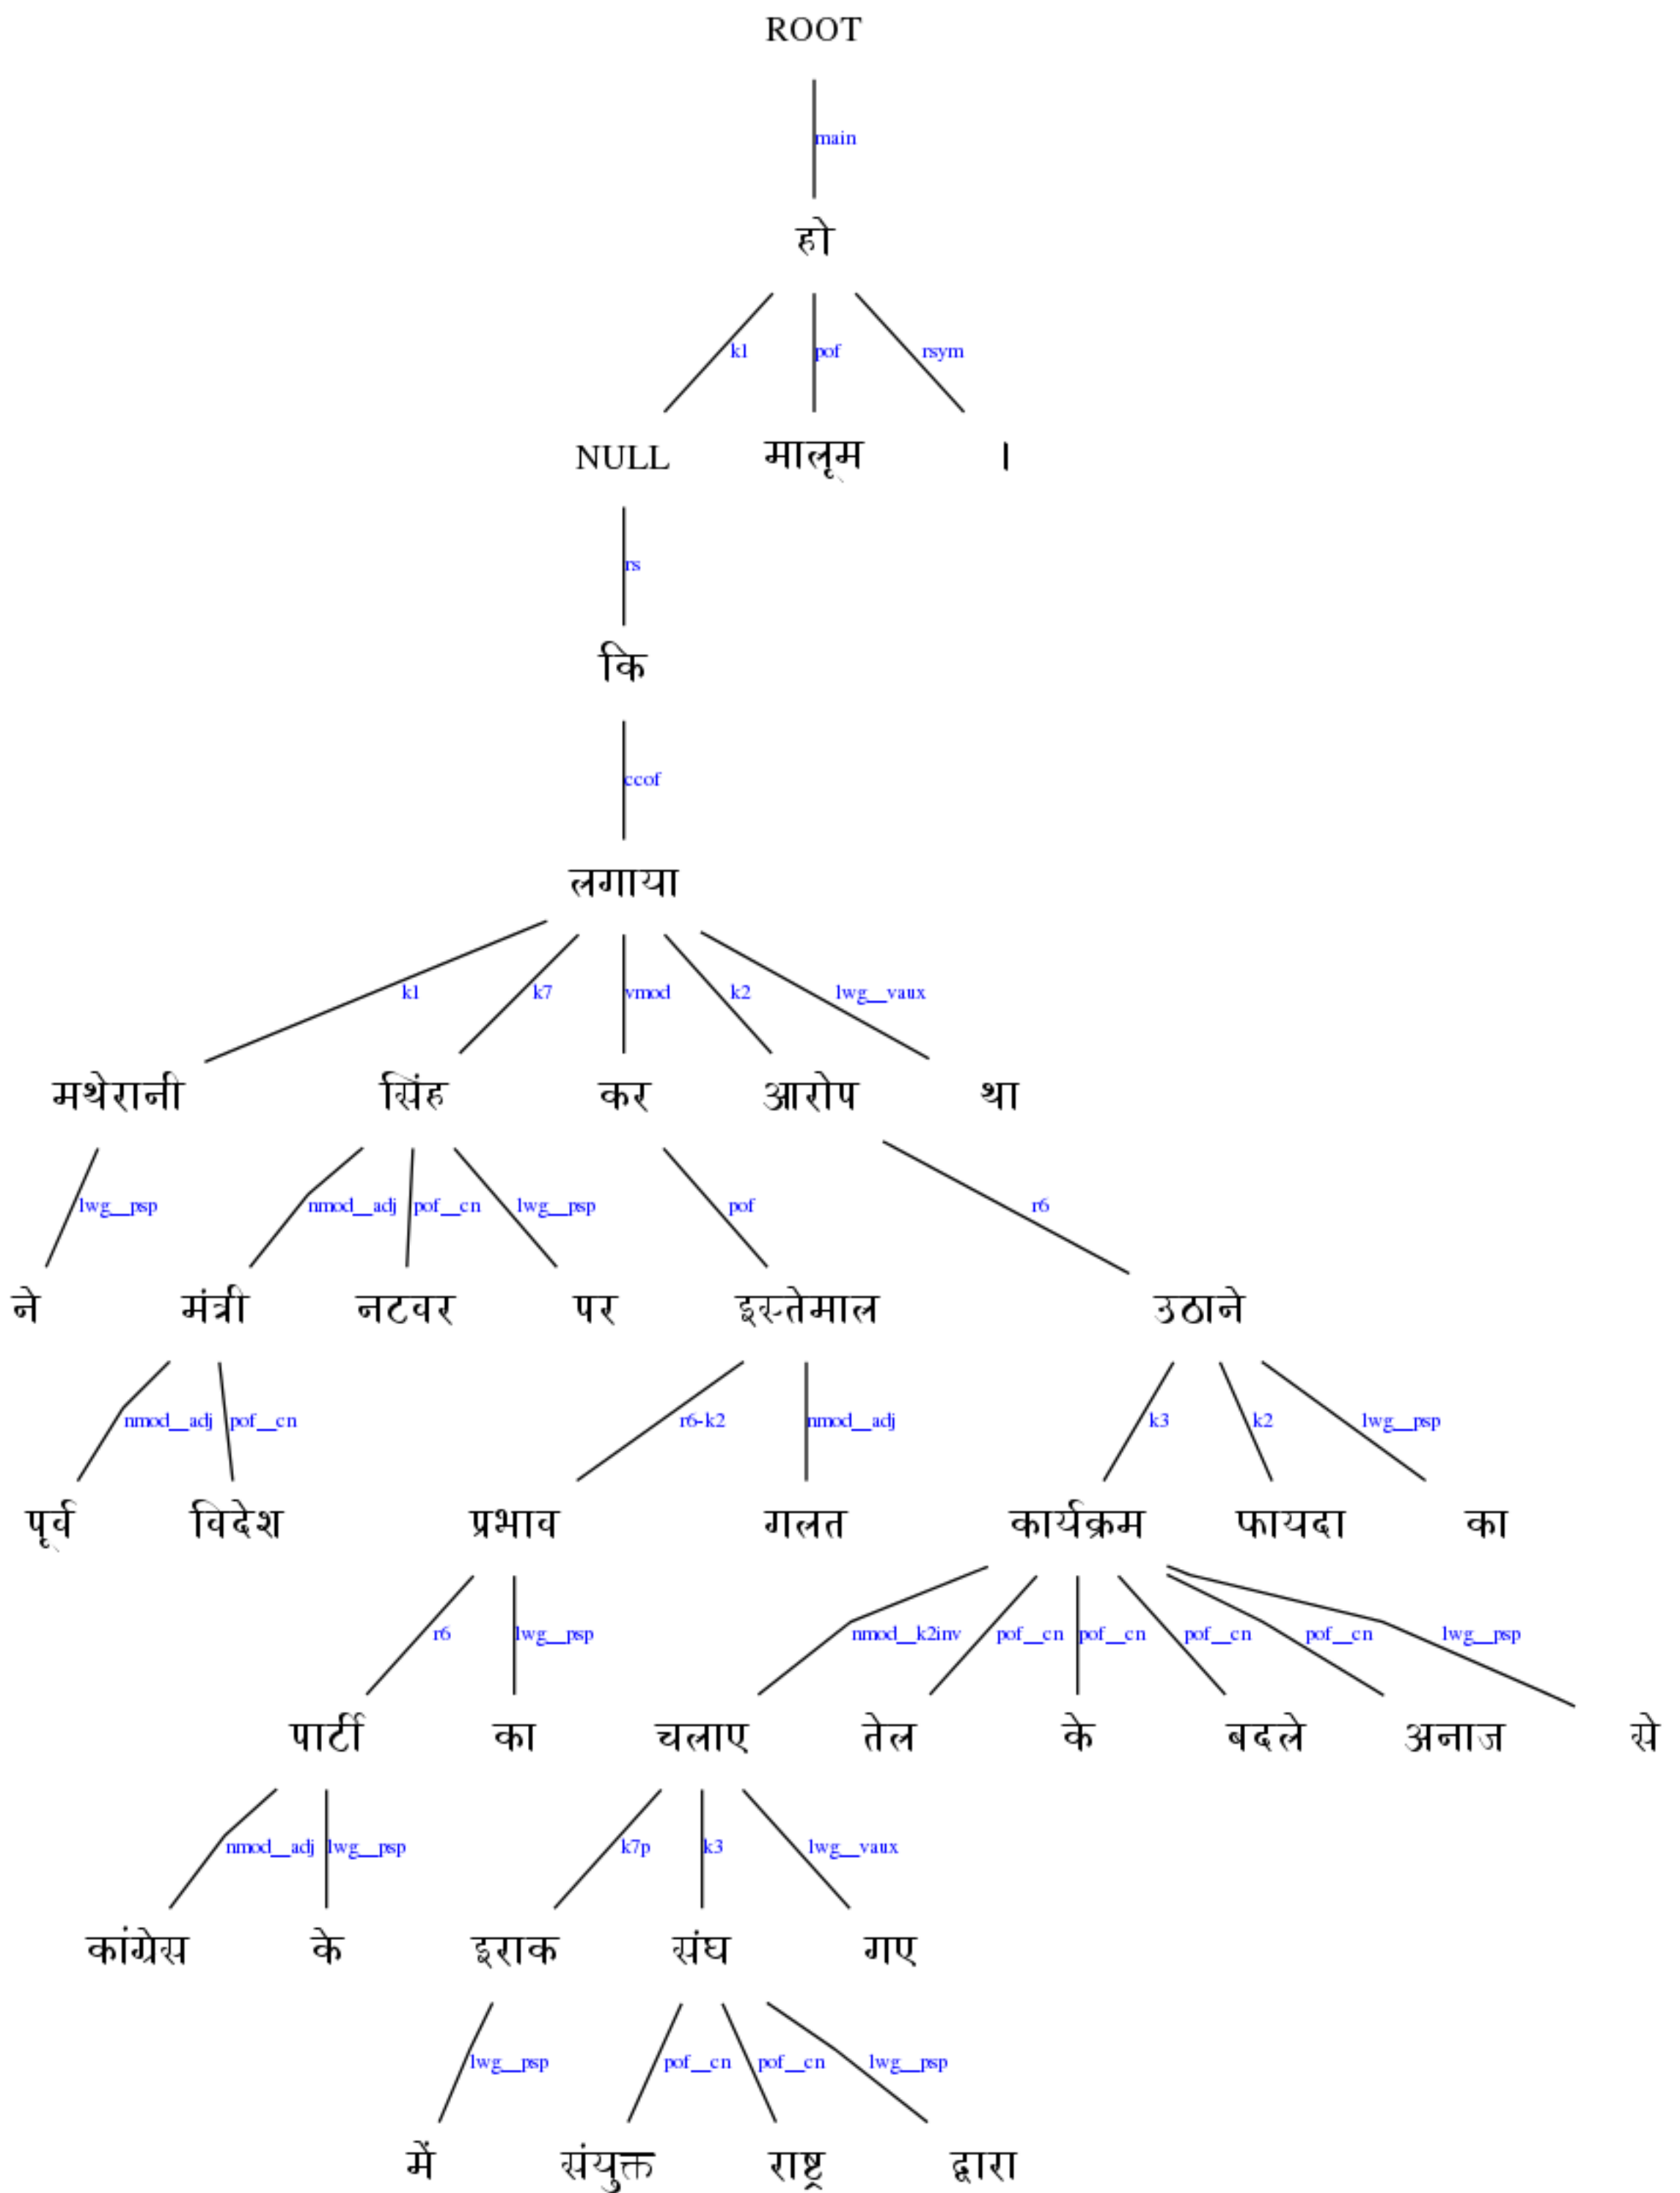 ROOT
main
हो
k1 pof rsym
NULL मालूम ।
rs
कि
ccof
लगाया
k1 k7 vmod k2 lwg__vaux
मथेरानी सिंह कर आरोप था
lwg__psp nmod__adj pof__cn lwg__psp pof r6
ने मंत्री नटवर पर इस्तेमाल उठाने
nmod__adj pof__cn r6-k2 nmod__adj k3 k2 lwg__psp
पूर्व विदेश प्रभाव गलत कार्यक्रम फायदा का
r6 lwg__psp nmod__k2inv pof__cn pof__cn pof__cn pof__cn lwg__psp
पार्टी का चलाए तेल के बदले अनाज से
nmod__adj lwg__psp k7p k3 lwg__vaux
कांग्रेस के इराक संघ गए
lwg__psp pof__cn pof__cn lwg__psp
में संयुक्त राष्ट्र द्वारा